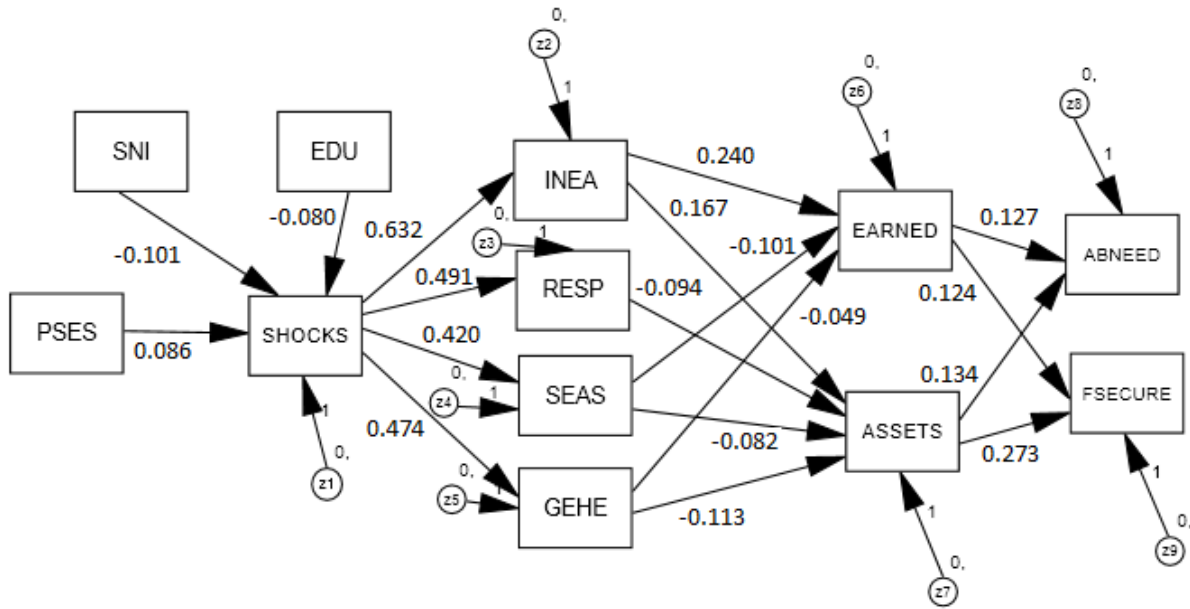 0,
z2
1
0,
z6
1
0,
z8
1
SNI
EDU
INEA
0.240
-0.080
0.632
0.167
EARNED
0.127
ABNEED
-0.101
0,
z3
1
-0.101
0.491
RESP
-0.094
0.124
-0.049
PSES
0.086
SHOCKS
0.420
0.134
0,
z4
1
SEAS
FSECURE
-0.082
ASSETS
0.273
1
0,
z1
0.474
0,
z5
1
GEHE
-0.113
1
0,
z7
1
0,
z9